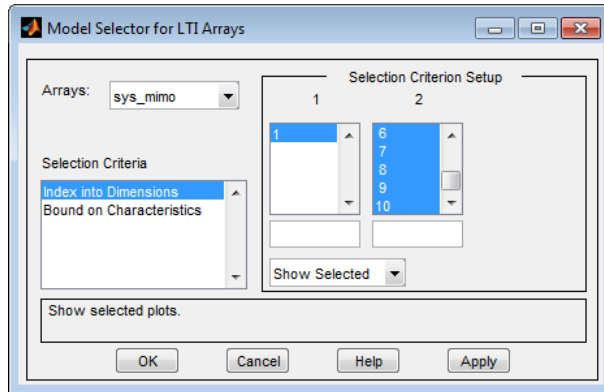 Model Selector for LTI Arrays
Arrays:
sys_mimo
Selection Criteria
Index into Dimensions
Bound on Characteristics
Selection Criterion Setup
1 2
1
6
7
8
9
10
Show Selected
Show selected plots.
OK Cancel Help Apply